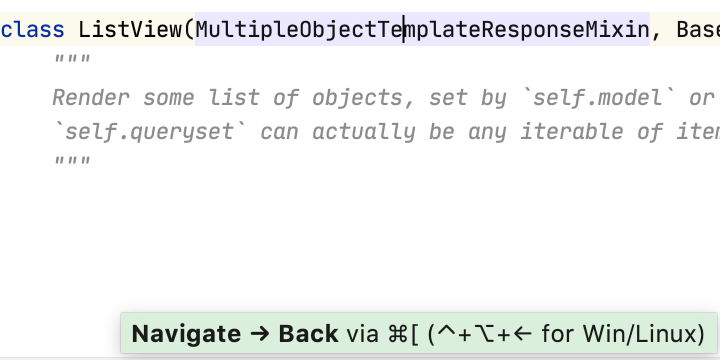 class ListView(MultipleObjectTemplateResponseMixin, Base
"""
Render some list of objects, set by `self.model` or
`self.queryset` can actually be any iterable of item
"""
Navigate → Back via ⌘[ (⌃+⌥+← for Win/Linux)